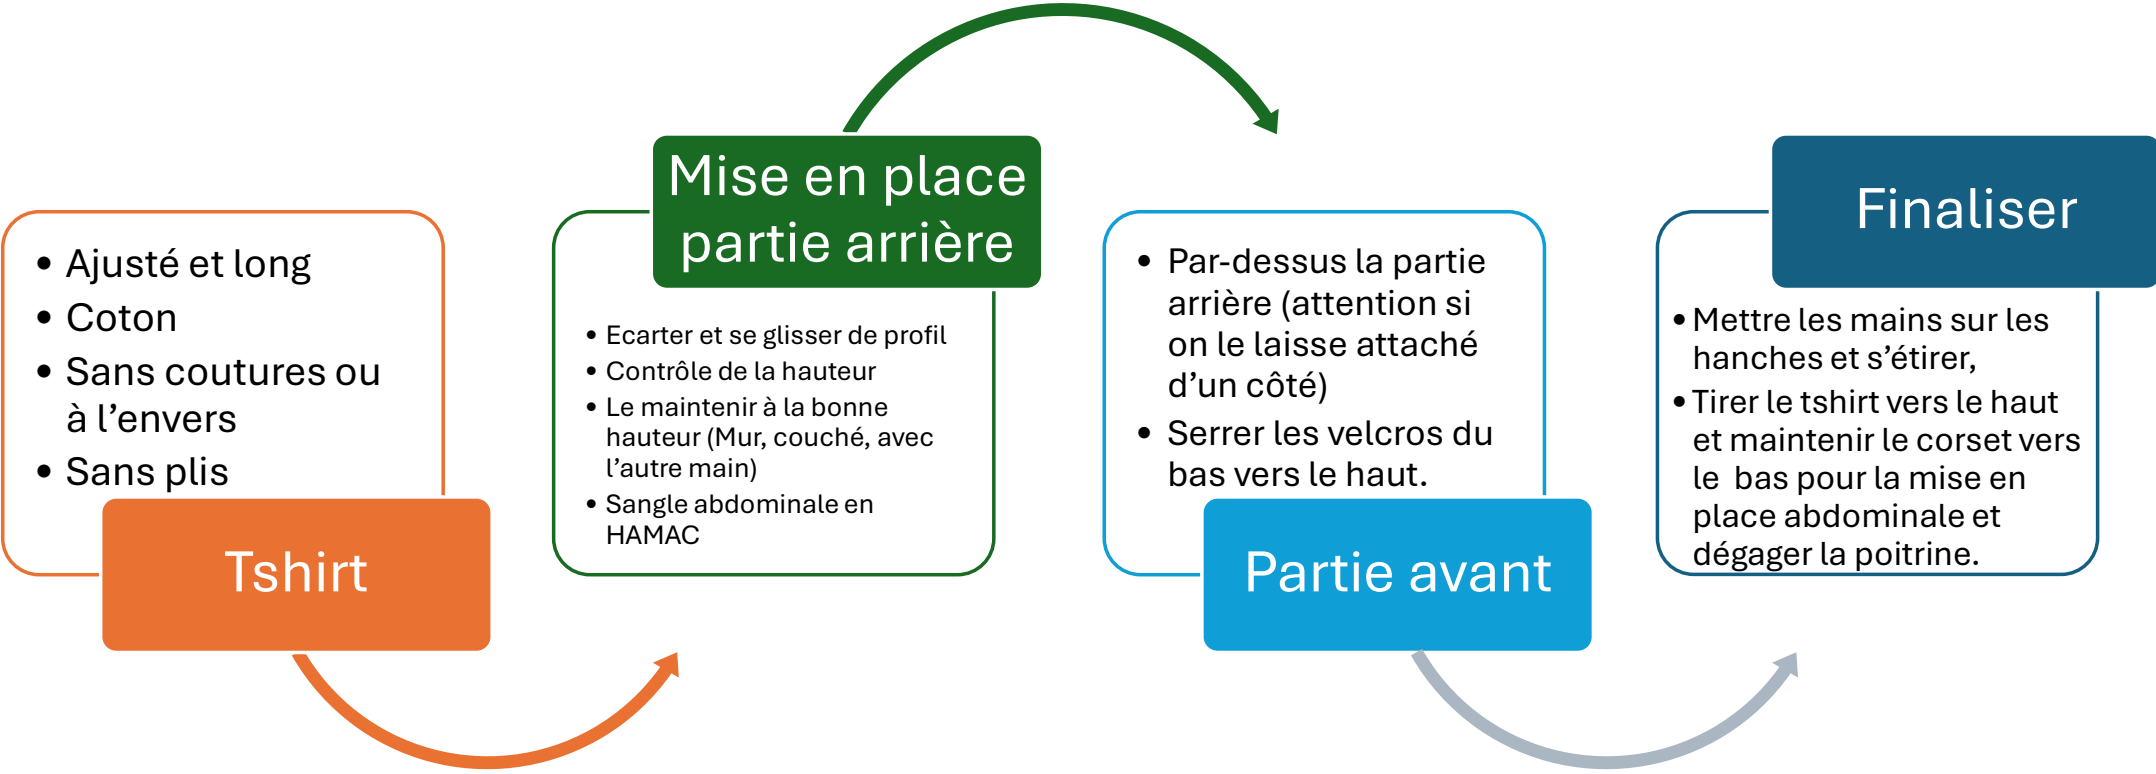 • Ajusté et long
• Coton
• Sans coutures ou
à l’envers
• Sans plis
Tshirt
Mise en place
partie arrière
• Ecarter et se glisser de profil
• Contrôle de la hauteur
• Le maintenir à la bonne
hauteur (Mur, couché, avec
l’autre main)
• Sangle abdominale en
HAMAC
• Par-dessus la partie
arrière (attention si
on le laisse attaché
d’un côté)
• Serrer les velcros du
bas vers le haut.
Partie avant
Finaliser
• Mettre les mains sur les
hanches et s’étirer,
• Tirer le tshirt vers le haut
et maintenir le corset vers
le  bas pour la mise en
place abdominale et
dégager la poitrine.